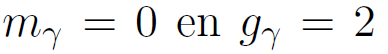 m_γ = 0 en g_γ = 2